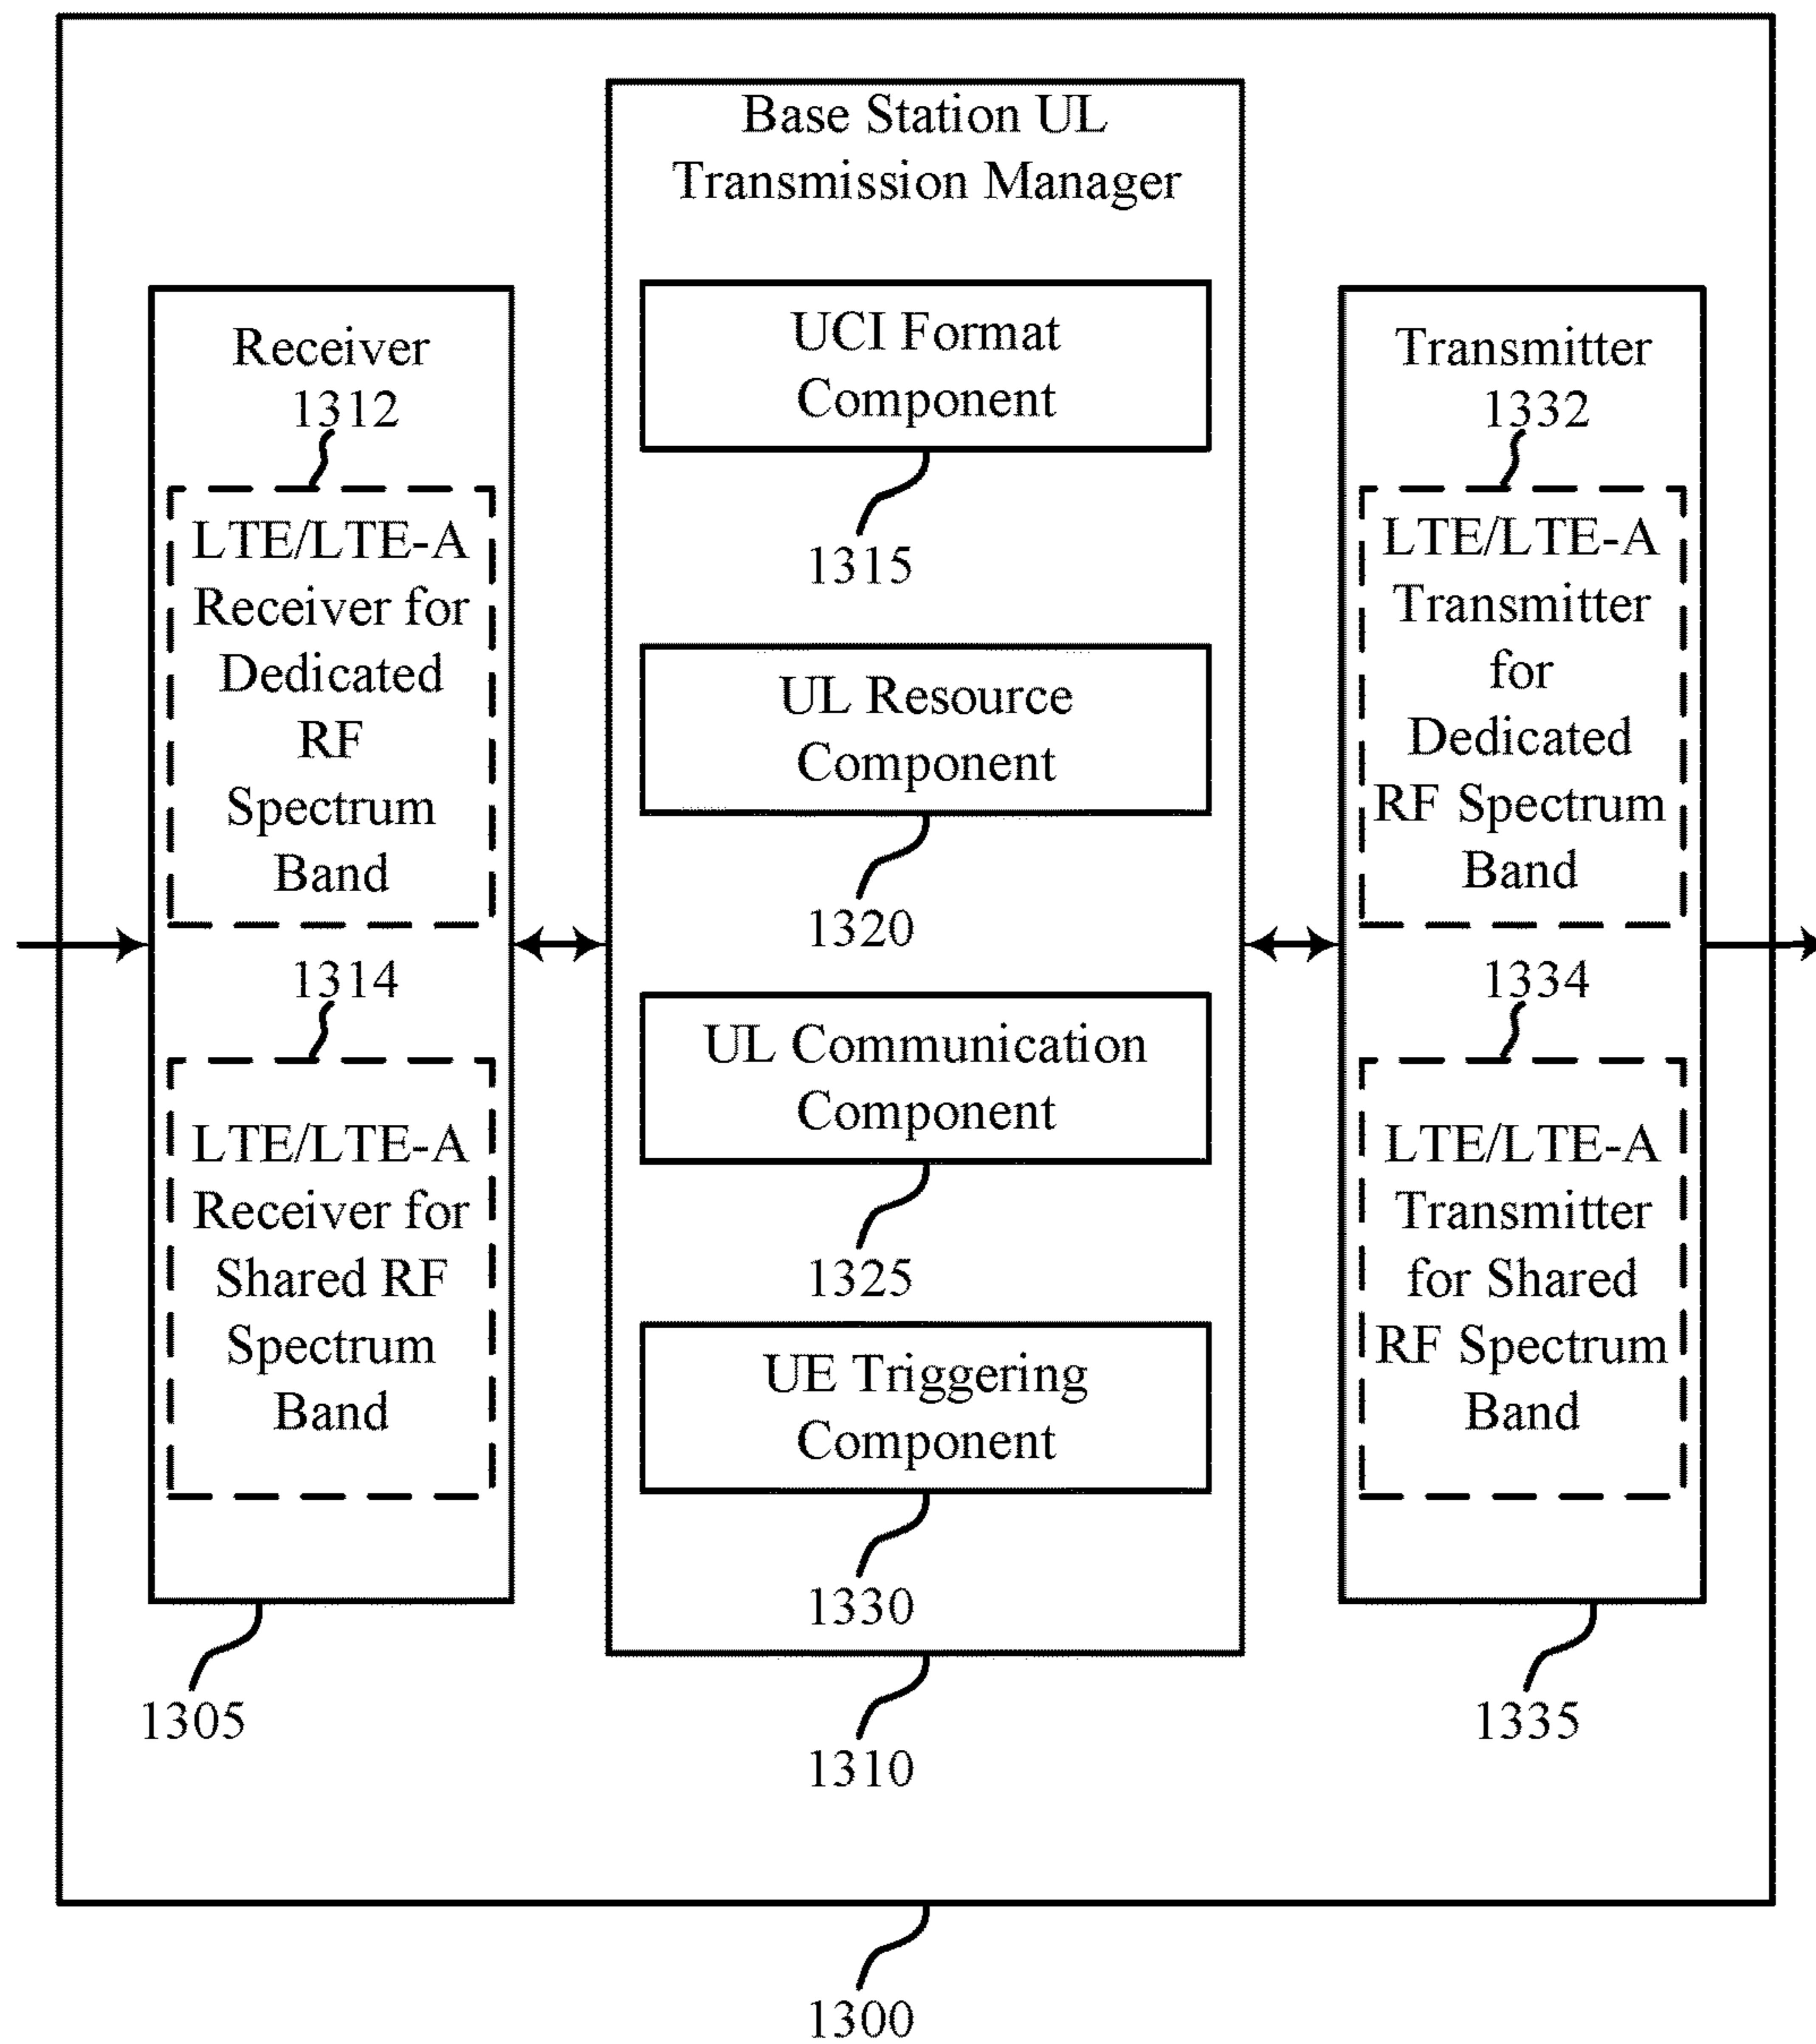 Base Station UL
Transmission Manager
Receiver
1312
LTE/LTE-A
Receiver for
Dedicated
RF
Spectrum
Band
1314
LTE/LTE-A
Receiver for
Shared RF
Spectrum
Band
1305
UCI Format
Component
1315
UL Resource
Component
1320
UL Communication
Component
1325
UE Triggering
Component
1330
1310
Transmitter
1332
LTE/LTE-A
Transmitter
for
Dedicated
RF Spectrum
Band
1334
LTE/LTE-A
Transmitter
for Shared
RF Spectrum
Band
1335
1300